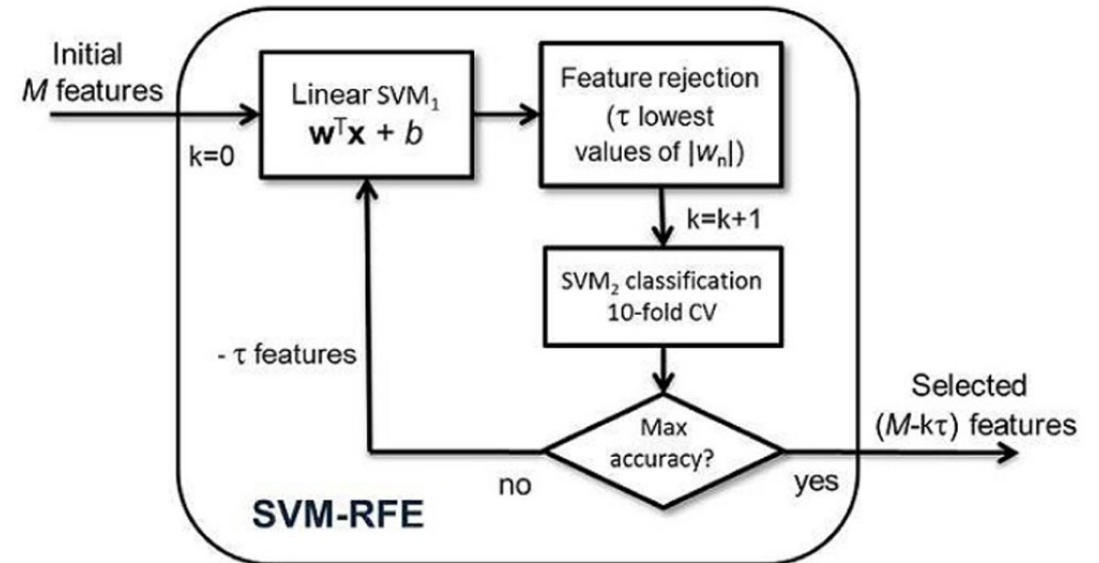 Initial
M features
k=0
Linear SVM₁
wᵀx + b
Feature rejection
(τ lowest
values of |wₙ|)
k=k+1
SVM₂ classification
10-fold CV
- τ features
Max
accuracy?
no
yes
Selected
(M-kτ) features
SVM-RFE